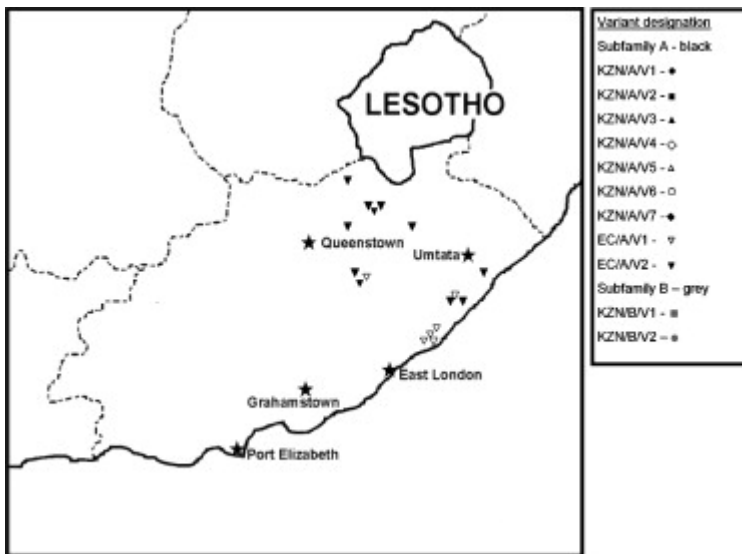 LESOTHO
Queenstown
Umtata
East London
Grahamstown
Port Elizabeth
Variant designation
Subfamily A - black
KZN/A/V1 -
KZN/A/V2 -
KZN/A/V3 -
KZN/A/V4 -
KZN/A/V5 -
KZN/A/V6 -
KZN/A/V7 -
EC/A/V1 -
EC/A/V2 -
Subfamily B – grey
KZN/B/V1 -
KZN/B/V2 –